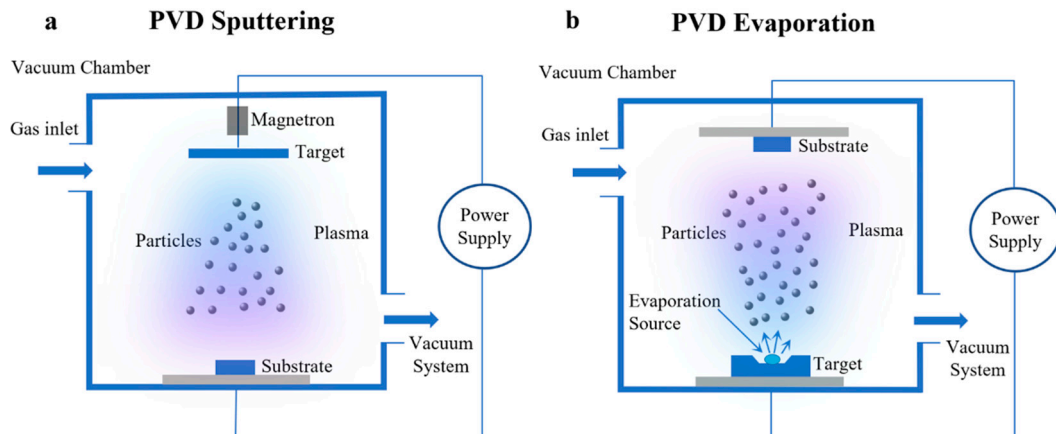 a
PVD Sputtering
Vacuum Chamber
Gas inlet
Magnetron
Target
Particles
Plasma
Power
Supply
Substrate
Vacuum
System
b
PVD Evaporation
Vacuum Chamber
Gas inlet
Substrate
Particles
Plasma
Power
Supply
Evaporation
Source
Target
Vacuum
System